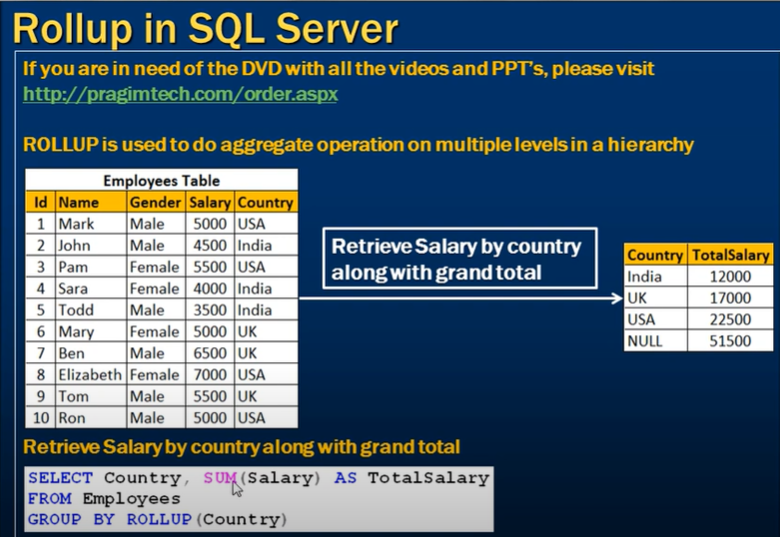 Rollup in SQL Server
If you are in need of the DVD with all the videos and PPT's, please visit
http://pragimtech.com/order.aspx
ROLLUP is used to do aggregate operation on multiple levels in a hierarchy
Employees Table
Id Name Gender Salary Country
1 Mark Male 5000 USA
2 John Male 4500 India
3 Pam Female 5500 USA
4 Sara Female 4000 India
5 Todd Male 3500 India
6 Mary Female 5000 UK
7 Ben Male 6500 UK
8 Elizabeth Female 7000 USA
9 Tom Male 5500 UK
10 Ron Male 5000 USA
Retrieve Salary by country
along with grand total
Country TotalSalary
India 12000
UK 17000
USA 22500
NULL 51500
Retrieve Salary by country along with grand total
SELECT Country, SUM(Salary) AS TotalSalary
FROM Employees
GROUP BY ROLLUP(Country)